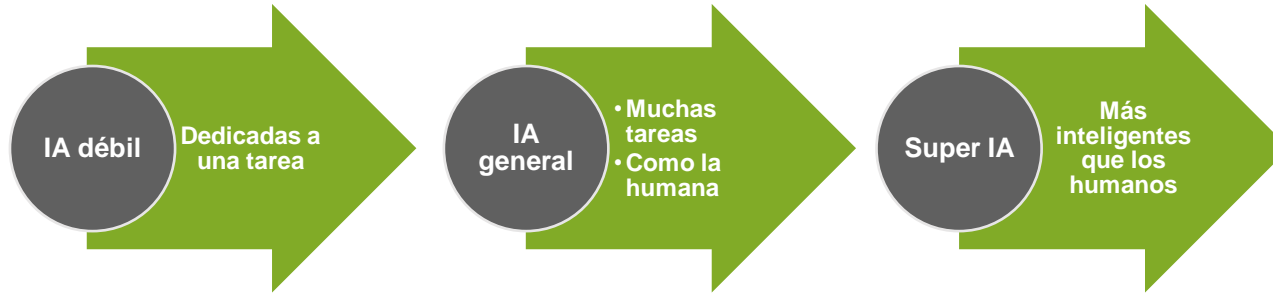 IA débil
Dedicadas a
una tarea
IA
general
• Muchas
tareas
• Como la
humana
Super IA
Más
inteligentes
que los
humanos